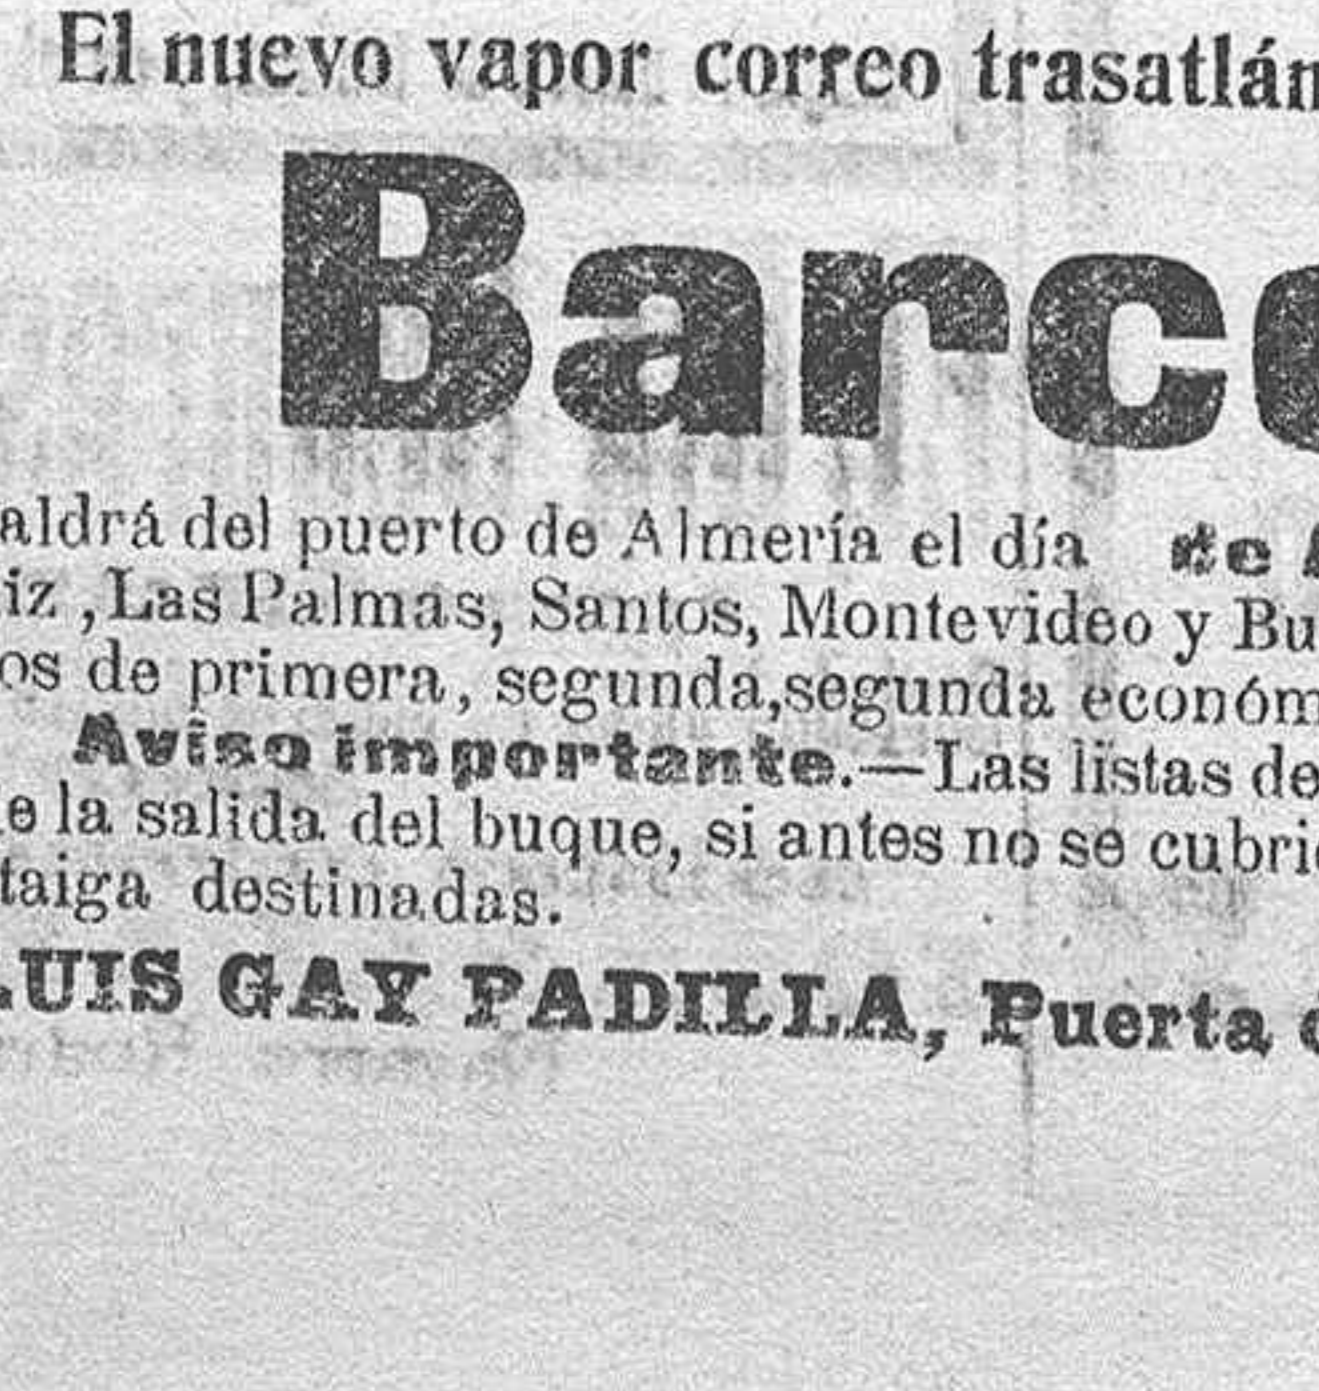 El nuevo vapor correo trasatlán
Barce
aldrá del puerto de Almería el día de
iz ,Las Palmas, Santos, Montevideo y Bu
os de primera, segunda,segunda económ
Aviso importante.—Las listas de
e la salida del buque, si antes no se cubrie
taiga destinadas.
LUIS GAY PADILLA, Puerta d